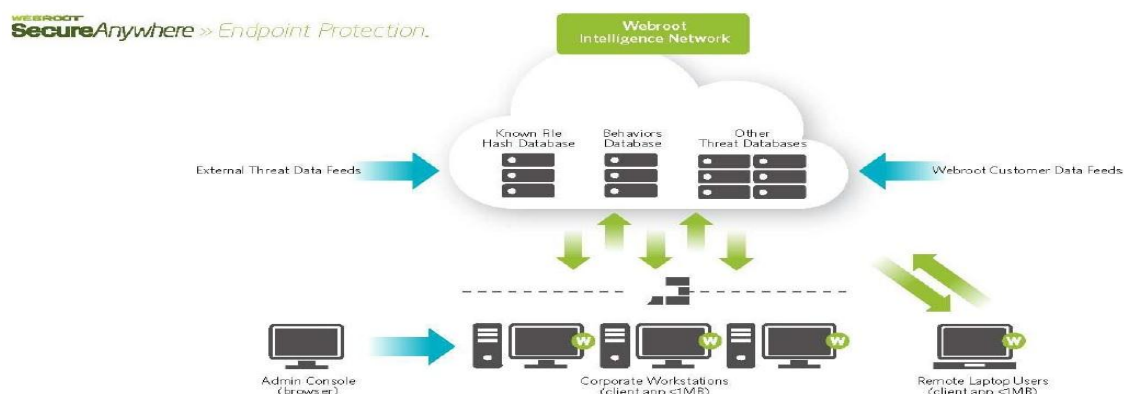 WEBROOT
SecureAnywhere » Endpoint Protection.
Webroot
Intelligence Network
Known File
Hash Database
Behaviors
Database
Other
Threat Databases
External Threat Data Feeds
Webroot Customer Data Feeds
W
W
W
W
Admin Console
(browser)
Corporate Workstations
(client app <1MB)
Remote Laptop Users
(client app <1MB)